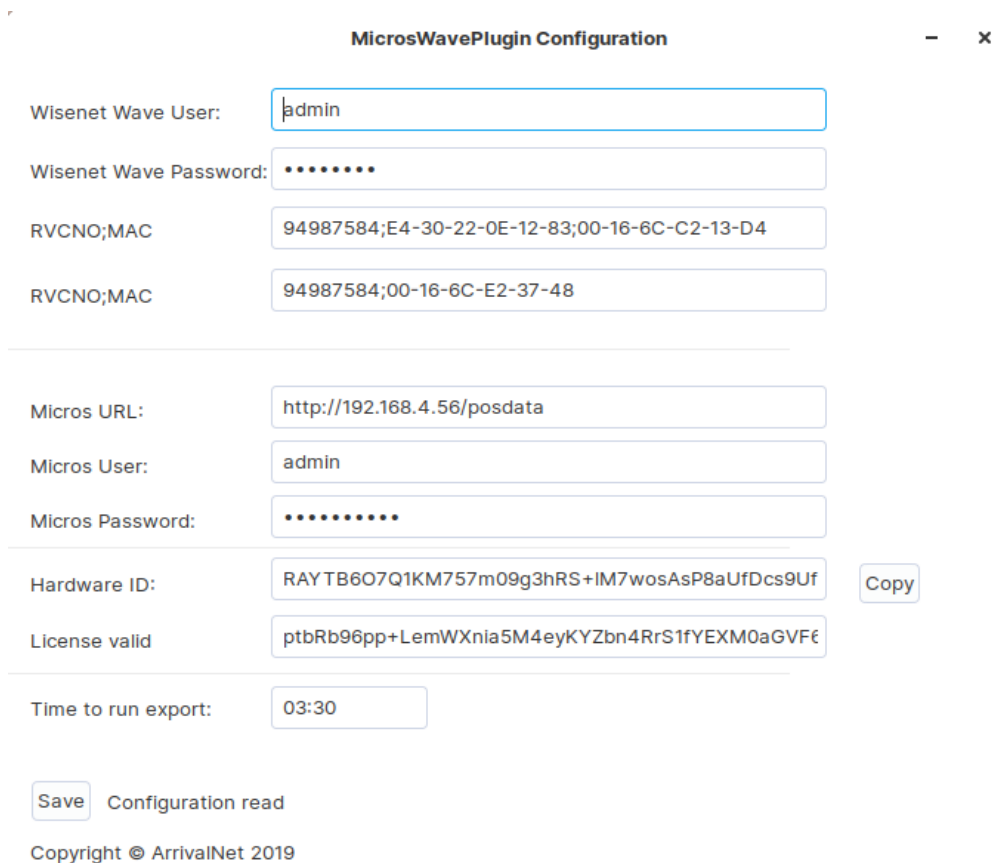 MicrosWavePlugin Configuration
Wisenet Wave User: admin
Wisenet Wave Password: ••••••••
RVCNO;MAC 94987584;E4-30-22-0E-12-83;00-16-6C-C2-13-D4
RVCNO;MAC 94987584;00-16-6C-E2-37-48
Micros URL: http://192.168.4.56/posdata
Micros User: admin
Micros Password: ••••••••••
Hardware ID: RAYTB6O7Q1KM757m09g3hRS+IM7wosAsP8aUfDcs9Uf Copy
License valid ptbRb96pp+LemWXnia5M4eyKYZbn4RrS1fYEXM0aGVF6
Time to run export: 03:30
Save Configuration read
Copyright © ArrivalNet 2019